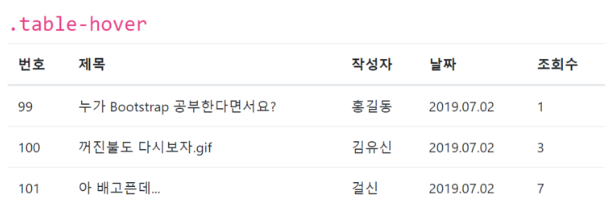 .table-hover
번호 제목 작성자 날짜 조회수
99 누가 Bootstrap 공부한다면서요? 홍길동 2019.07.02 1
100 꺼진불도 다시보자.gif 김유신 2019.07.02 3
101 아 배고픈데... 걸신 2019.07.02 7